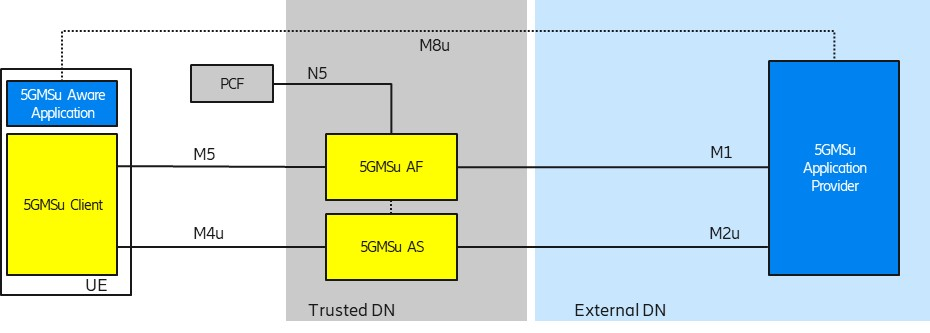 M8u
N5
PCF
5GMSu Aware
Application
M5
5GMSu AF
M1
5GMSu
Application
Provider
5GMSu Client
M4u
5GMSu AS
M2u
UE
Trusted DN
External DN